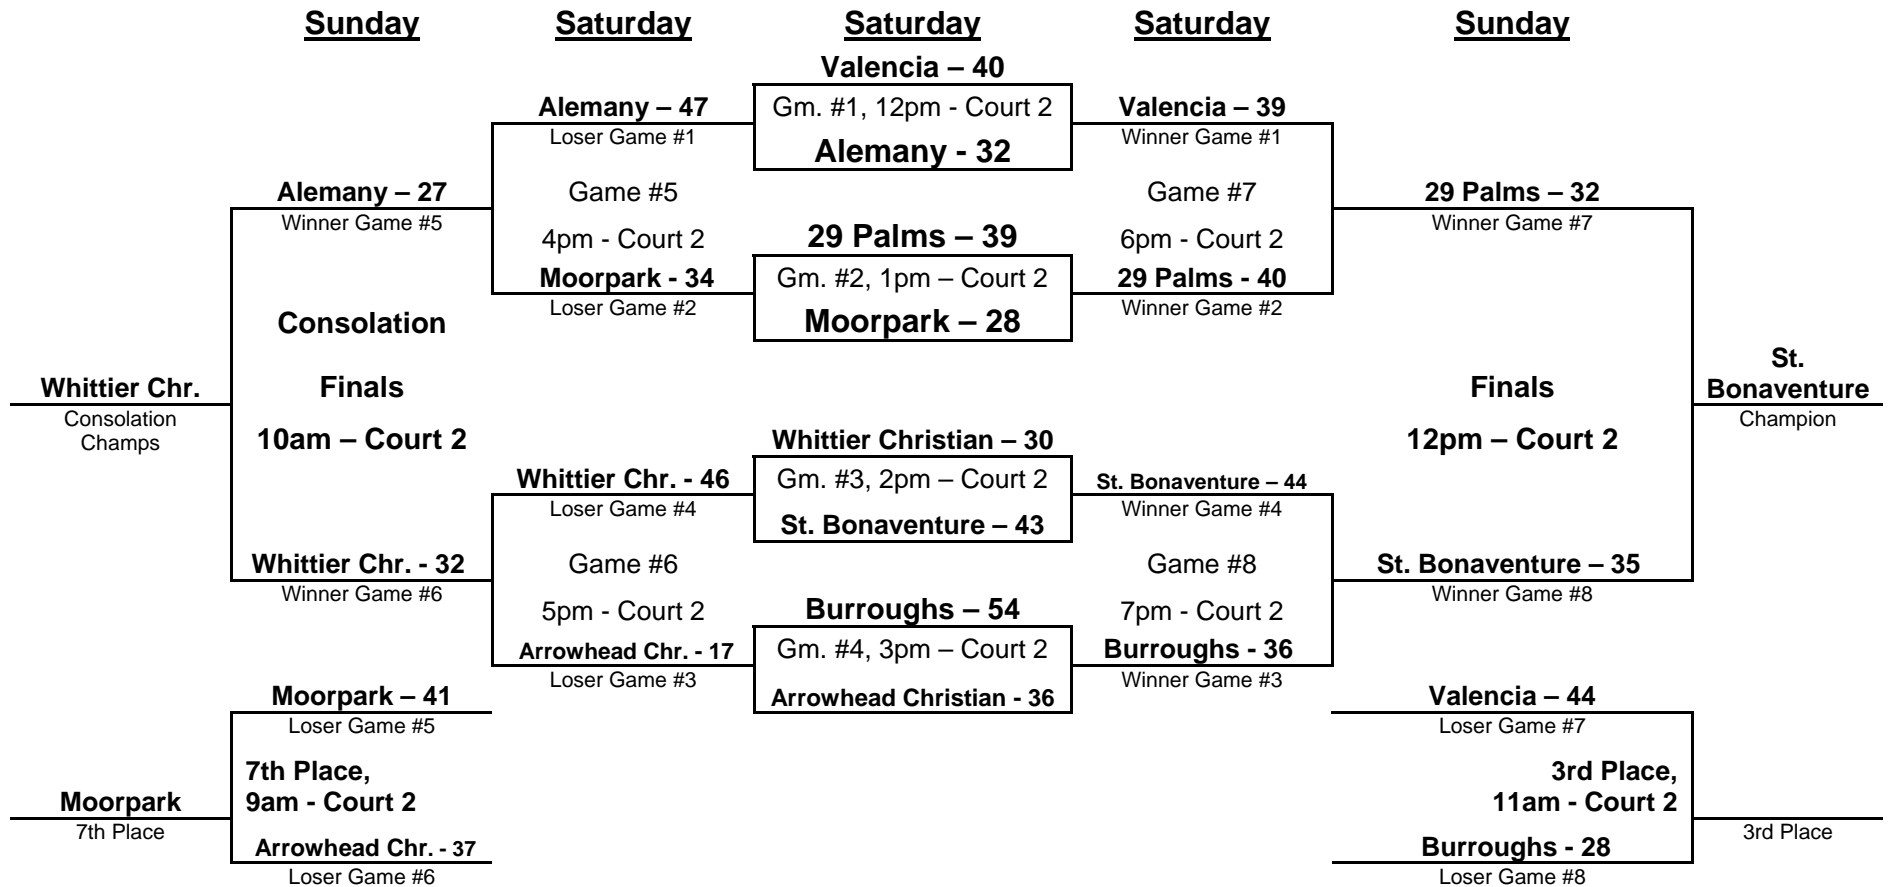 Sunday Saturday Saturday Saturday Sunday
Valencia – 40
Alemany – 47 Gm. #1, 12pm - Court 2 Valencia – 39
Loser Game #1 Winner Game #1
Alemany - 32
Alemany – 27 Game #5 Game #7 29 Palms – 32
Winner Game #5 Winner Game #7
4pm - Court 2 29 Palms – 39 6pm - Court 2
Moorpark - 34 Gm. #2, 1pm – Court 2 29 Palms - 40
Loser Game #2 Winner Game #2
Consolation Moorpark – 28
St.
Whittier Chr. Finals Finals Bonaventure
Consolation Champion
Champs
10am – Court 2 Whittier Christian – 30 12pm – Court 2
Whittier Chr. - 46 Gm. #3, 2pm – Court 2 St. Bonaventure – 44
Loser Game #4 Winner Game #4
St. Bonaventure – 43
Whittier Chr. - 32 Game #6 Game #8 St. Bonaventure – 35
Winner Game #6 Winner Game #8
5pm - Court 2 Burroughs – 54 7pm - Court 2
Arrowhead Chr. - 17 Gm. #4, 3pm – Court 2 Burroughs - 36
Loser Game #3 Winner Game #3
Moorpark – 41 Arrowhead Christian - 36 Valencia – 44
Loser Game #5 Loser Game #7
7th Place, 3rd Place,
Moorpark 9am - Court 2 11am - Court 2
7th Place 3rd Place
Arrowhead Chr. - 37 Burroughs - 28
Loser Game #6 Loser Game #8